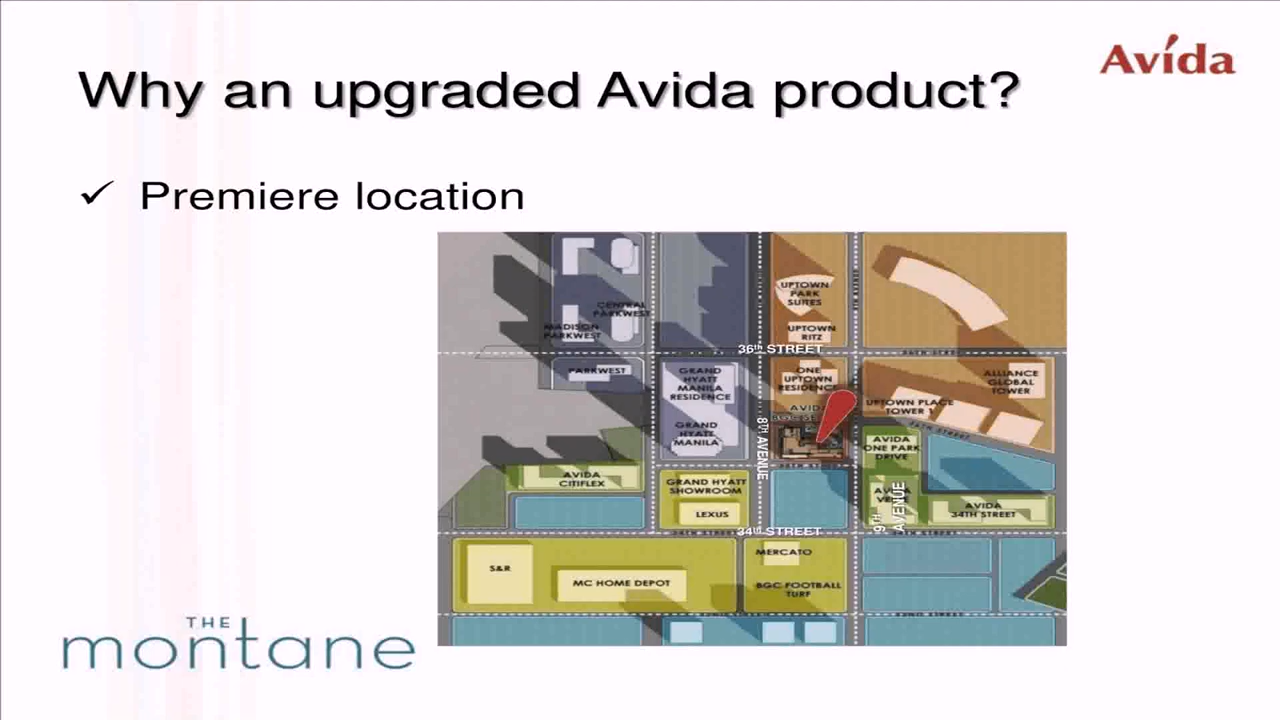 Avida
Why an upgraded Avida product?
✓ Premiere location
UPTOWN
PARK
SUITES
CENTRAL
PARKWEST
MADISON
PARKWEST
UPTOWN
RITZ
36th STREET
PARKWEST
GRAND
HYATT
MANILA
RESIDENCE
ONE
UPTOWN
RESIDENCE
ALLIANCE
GLOBAL
TOWER
UPTOWN PLACE
TOWER 1
AVIDA
8TH AVENUE
GRAND
HYATT
MANILA
AVIDA
ONE PARK
DRIVE
AVIDA
CITIFLEX
GRAND HYATT
SHOWROOM
LEXUS
9TH
AVENUE
AVIDA
34TH STREET
34th STREET
S&R
MC HOME DEPOT
MERCATO
BGC FOOTBALL
TURF
THE
montane